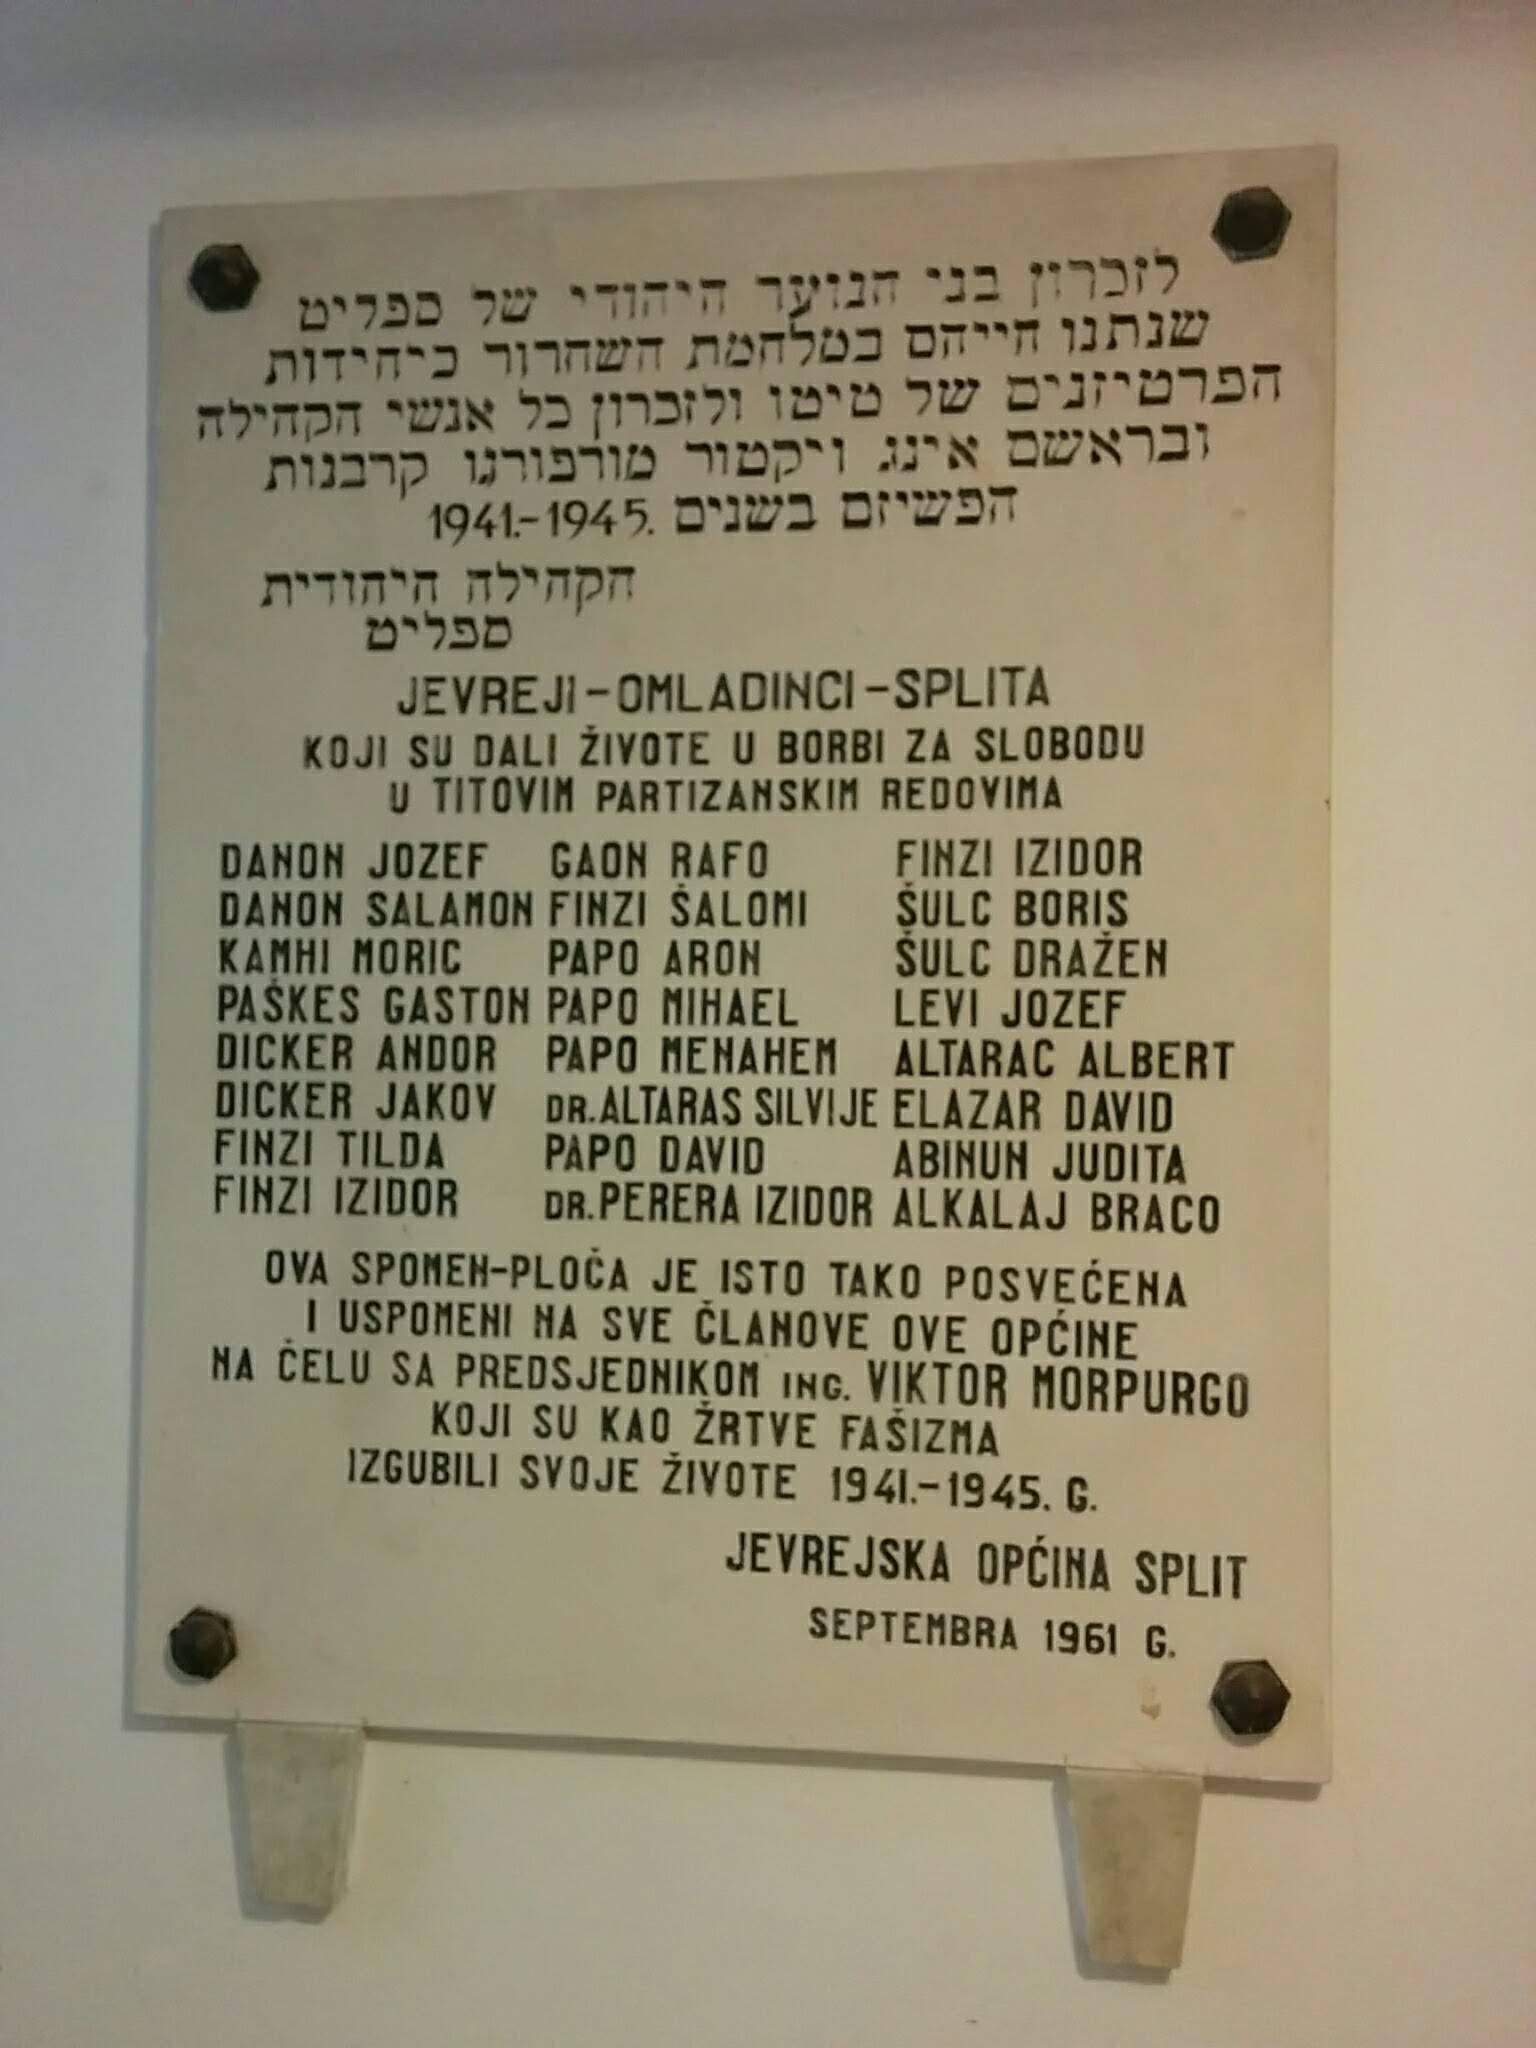 לזכרון בני הנוער היהודי של ספליט
שנתנו חייהם במלחמת השחרור ביחידות
הפרטיזנים של טיטו ולזכרון כל אנשי הקהילה
ובראשם אינג. ויקטור מורפורגו קרבנות
הפשיזם בשנים 1941.-1945.
הקהילה היהודית
ספליט
JEVREJI-OMLADINCI-SPLITA
KOJI SU DALI ŽIVOTE U BORBI ZA SLOBODU
U TITOVIM PARTIZANSKIM REDOVIMA
DANON JOZEF GAON RAFO FINZI IZIDOR
DANON SALAMON FINZI ŠALOMI ŠULC BORIS
KAMHI MORIC PAPO ARON ŠULC DRAŽEN
PAŠKES GASTON PAPO MIHAEL LEVI JOZEF
DICKER ANDOR PAPO MENAHEM ALTARAC ALBERT
DICKER JAKOV DR. ALTARAS SILVIJE ELAZAR DAVID
FINZI TILDA PAPO DAVID ABINUN JUDITA
FINZI IZIDOR DR. PERERA IZIDOR ALKALAJ BRACO
OVA SPOMEN-PLOČA JE ISTO TAKO POSVEĆENA
I USPOMENI NA SVE ČLANOVE OVE OPĆINE
NA ČELU SA PREDSJEDNIKOM ING. VIKTOR MORPURGO
KOJI SU KAO ŽRTVE FAŠIZMA
IZGUBILI SVOJE ŽIVOTE 1941.-1945. G.
JEVREJSKA OPĆINA SPLIT
SEPTEMBRA 1961 G.